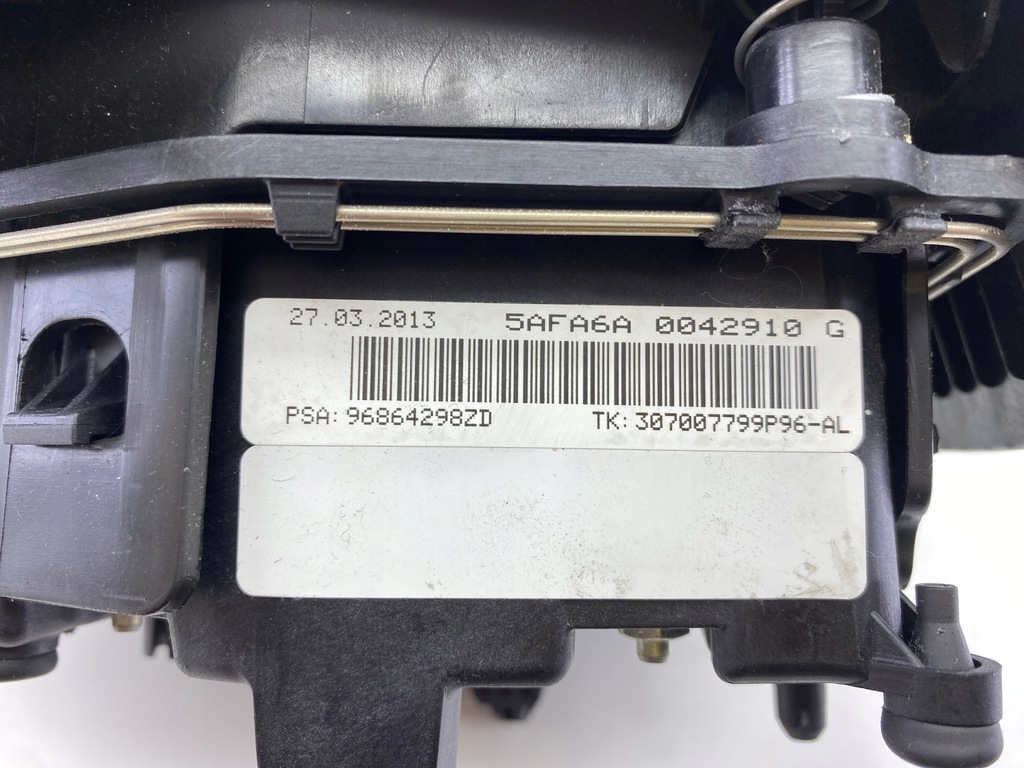 27.03.2013 5AFA6A 0042910 G
PSA: 96864298ZD TK: 307007799P96-AL